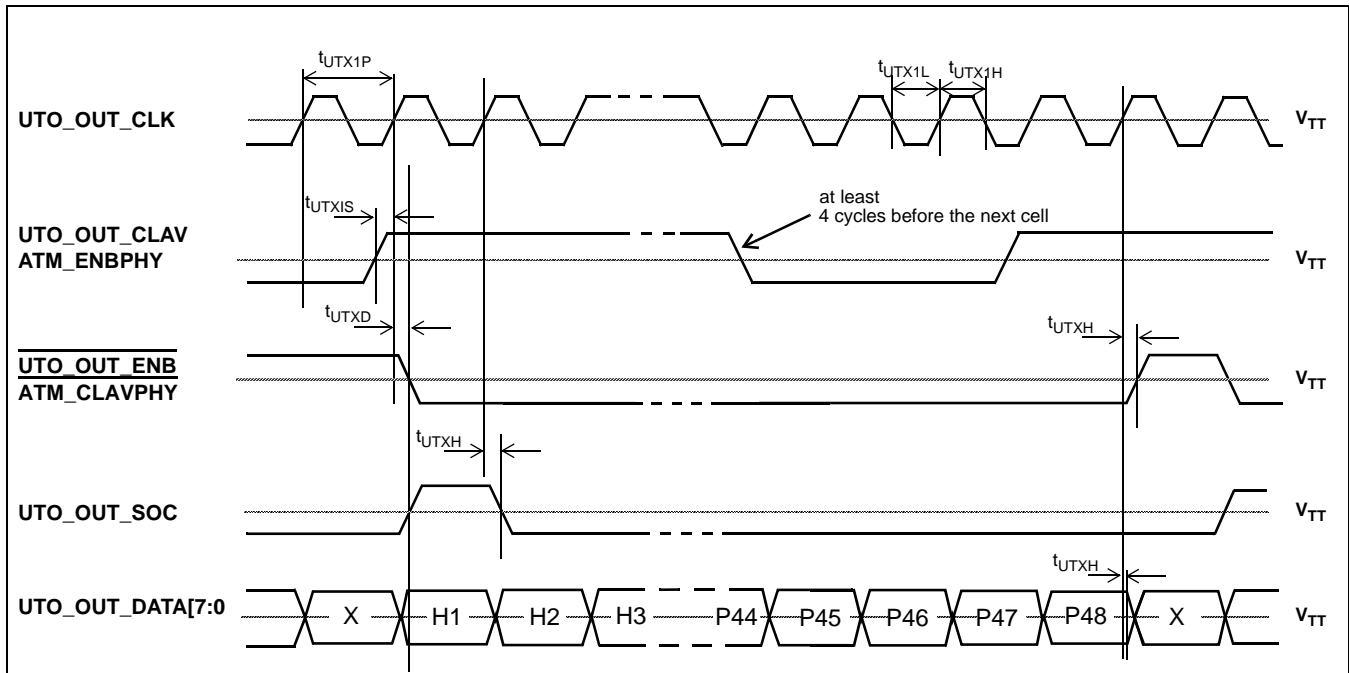 tUTX1P
tUTX1L tUTX1H
UTO_OUT_CLK VTT
at least
4 cycles before the next cell
tUTXIS
UTO_OUT_CLAV
ATM_ENBPHY VTT
tUTXD tUTXH
UTO_OUT_ENB
ATM_CLAVPHY VTT
tUTXH
UTO_OUT_SOC VTT
tUTXH
UTO_OUT_DATA[7:0 X H1 H2 H3 P44 P45 P46 P47 P48 X VTT